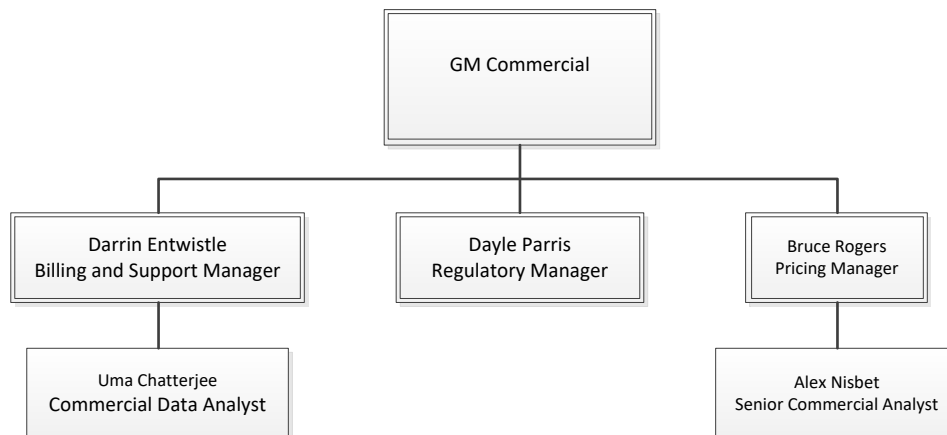 GM Commercial
Darrin Entwistle
Billing and Support Manager
Dayle Parris
Regulatory Manager
Bruce Rogers
Pricing Manager
Uma Chatterjee
Commercial Data Analyst
Alex Nisbet
Senior Commercial Analyst